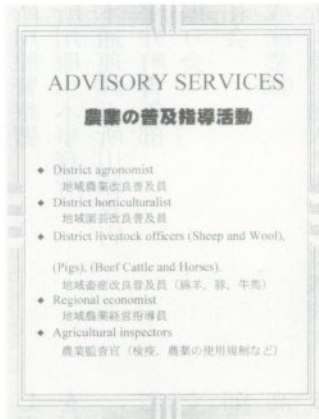 ADVISORY SERVICES
農業の普及指導活動
◆ District agronomist
地域農業改良普及員
◆ District horticulturalist
地域園芸改良普及員
◆ District livestock officers (Sheep and Wool),
(Pigs), (Beef Cattle and Horses).
地域畜産改良普及員（綿羊、豚、牛馬）
◆ Regional economist
地域農業経営指導員
◆ Agricultural inspectors
農業監査官（検疫、農薬の使用規制など）